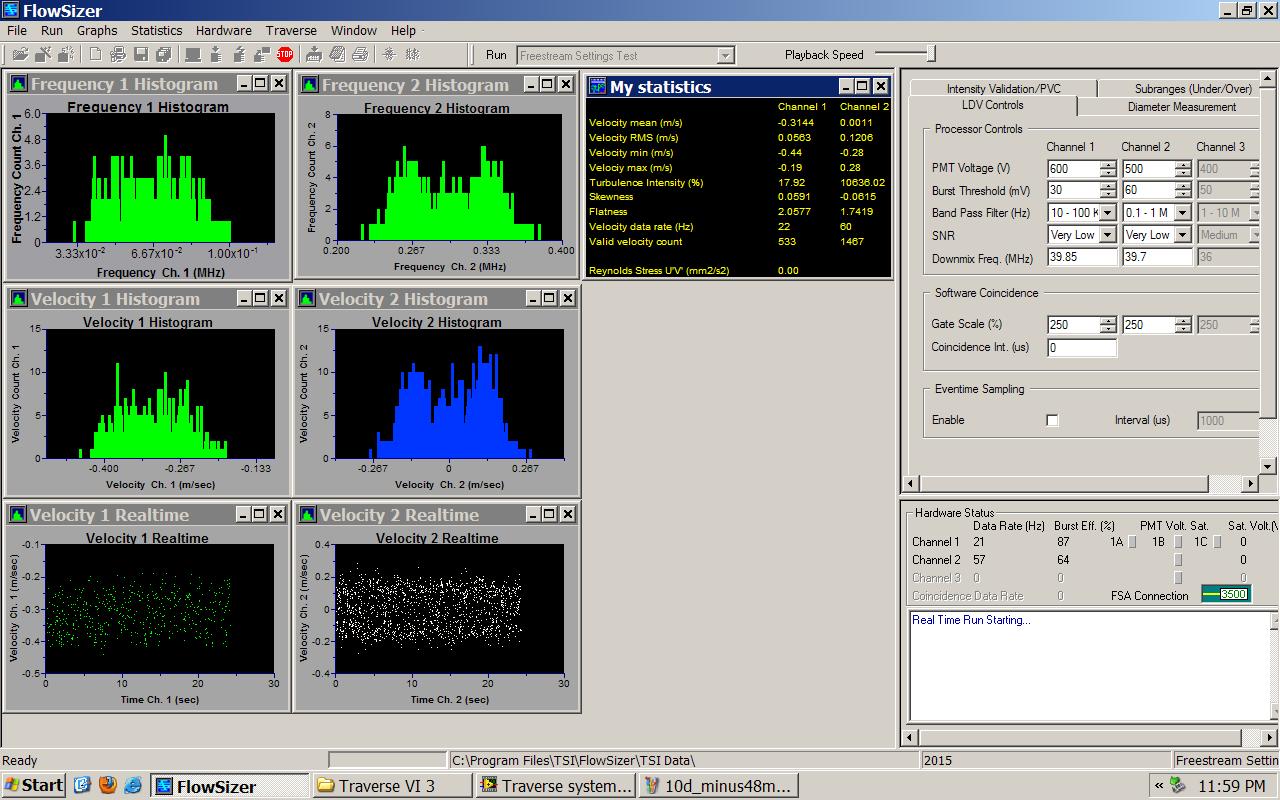 FlowSizer
File Run Graphs Statistics Hardware Traverse Window Help
STOP Run Freestream Settings Test Playback Speed
Frequency 1 Histogram
Frequency 1 Histogram
Frequency Count Ch. 1
6.0
4.8
3.6
2.4
1.2
0
3.33x10⁻² 6.67x10⁻² 1.00x10⁻¹
Frequency Ch. 1 (MHz)
Frequency 2 Histogram
Frequency 2 Histogram
Frequency Count Ch. 2
8
6
4
2
0
0.200 0.267 0.333 0.400
Frequency Ch. 2 (MHz)
My statistics
Channel 1 Channel 2
Velocity mean (m/s) -0.3144 0.0011
Velocity RMS (m/s) 0.0563 0.1206
Velocity min (m/s) -0.44 -0.28
Velociy max (m/s) -0.19 0.28
Turbulence Intensity (%) 17.92 10636.02
Skewness 0.0591 -0.0615
Flatness 2.0577 1.7419
Velocity data rate (Hz) 22 60
Valid velocity count 533 1467
Reynolds Stress U'V' (mm2/s2) 0.00
Velocity 1 Histogram
Velocity 1 Histogram
Velocity Count Ch. 1
15
10
5
0
-0.400 -0.267 -0.133
Velocity Ch. 1 (m/sec)
Velocity 2 Histogram
Velocity 2 Histogram
Velocity Count Ch. 2
15
10
5
0
-0.267 0 0.267
Velocity Ch. 2 (m/sec)
Velocity 1 Realtime
Velocity 1 Realtime
Velocity Ch. 1 (m/sec)
-0.1
-0.2
-0.3
-0.4
-0.5
0 10 20 30
Time Ch. 1 (sec)
Velocity 2 Realtime
Velocity 2 Realtime
Velocity Ch. 2 (m/sec)
0.4
0.2
0
-0.2
-0.4
0 10 20 30
Time Ch. 2 (sec)
Intensity Validation/PVC Subranges (Under/Over)
LDV Controls Diameter Measurement
Processor Controls
Channel 1 Channel 2 Channel 3
PMT Voltage (V) 600 500 400
Burst Threshold (mV) 30 60 50
Band Pass Filter (Hz) 10 - 100 K 0.1 - 1 M 1 - 10 M
SNR Very Low Very Low Medium
Downmix Freq. (MHz) 39.85 39.7 36
Software Coincidence
Gate Scale (%) 250 250 250
Coincidence Int. (us) 0
Eventime Sampling
Enable Interval (us) 1000
Hardware Status
Data Rate (Hz) Burst Eff. (%) PMT Volt. Sat. Sat. Volt.(\
Channel 1 21 87 1A 1B 1C 0
Channel 2 57 64 0
Channel 3 0 0 0
Coincidence Data Rate 0 FSA Connection 3500
Real Time Run Starting...
Ready C:\Program Files\TSI\FlowSizer\TSI Data\ 2015 Freestream Settin
Start FlowSizer Traverse VI 3 Traverse system... 10d_minus48m... « 11:59 PM